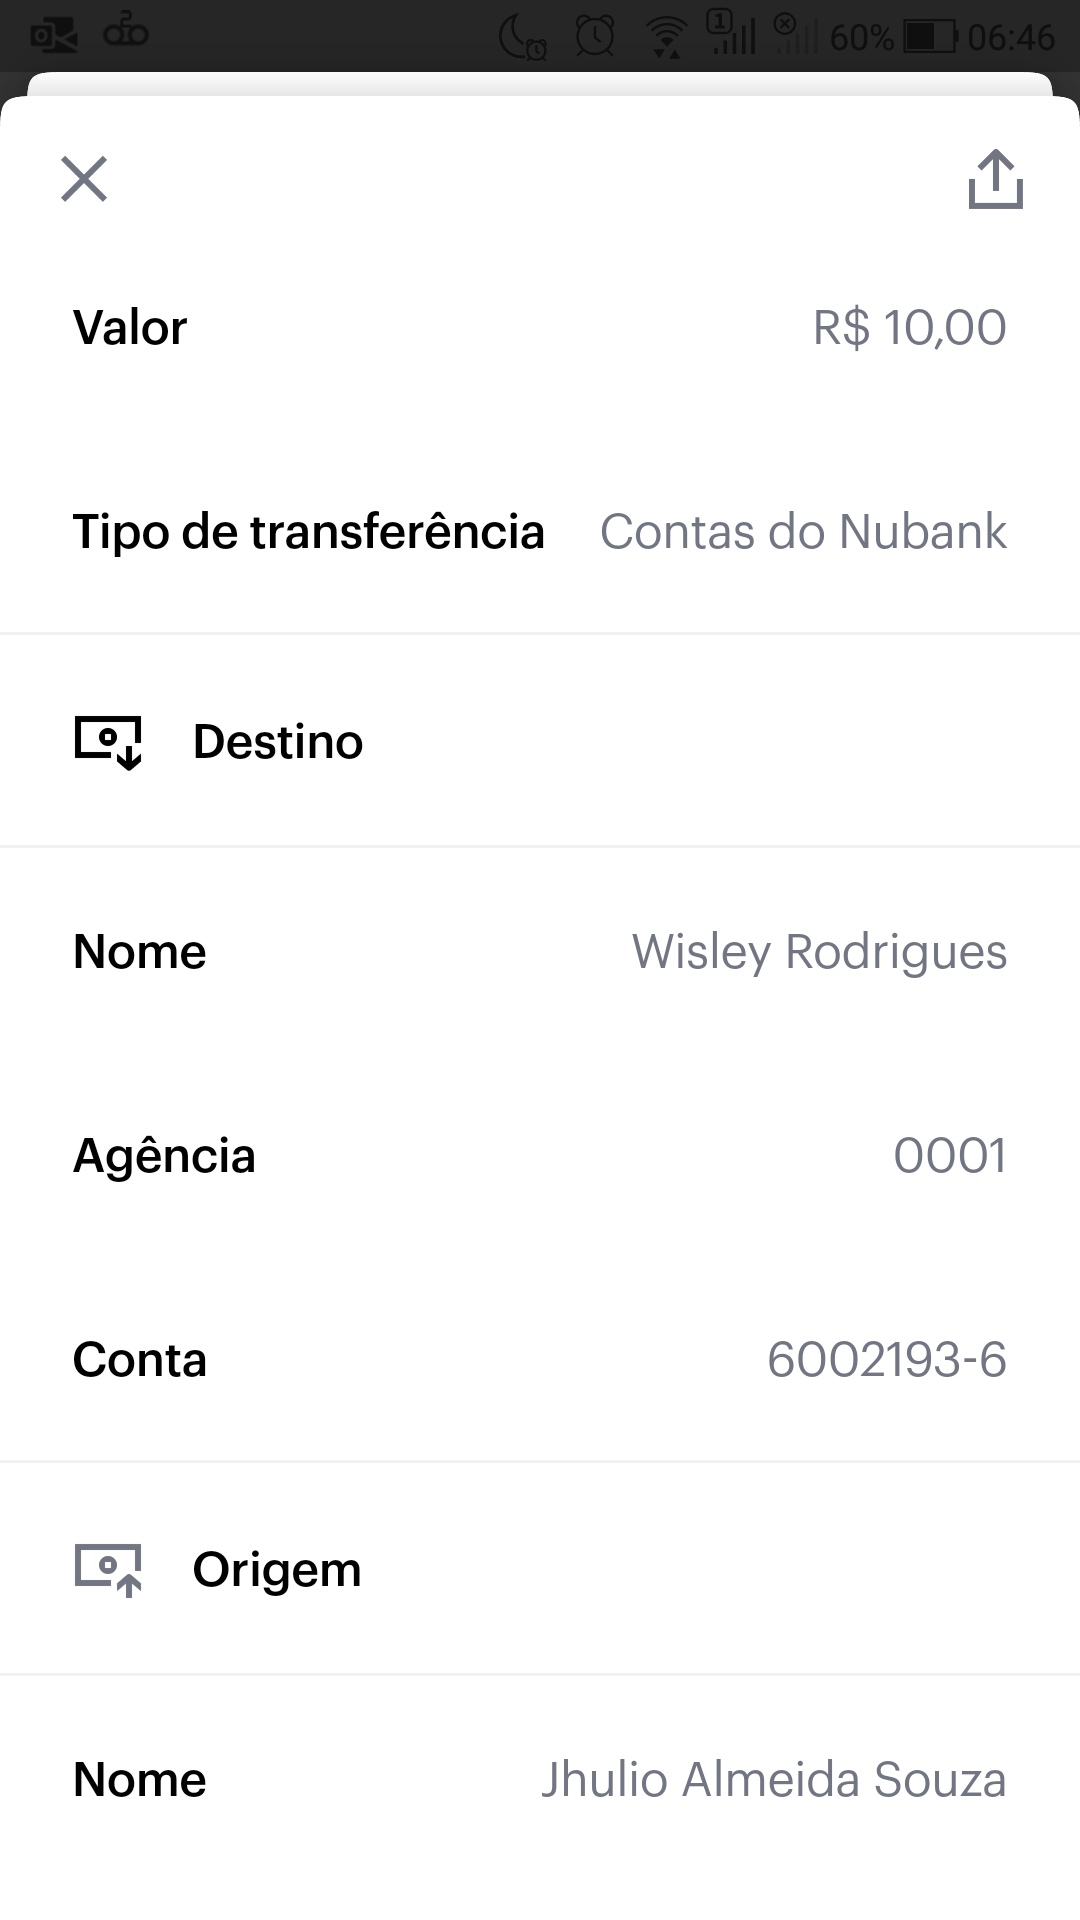 1
60%
06:46
Valor R$ 10,00
Tipo de transferência Contas do Nubank
Destino
Nome Wisley Rodrigues
Agência 0001
Conta 6002193-6
Origem
Nome Jhulio Almeida Souza